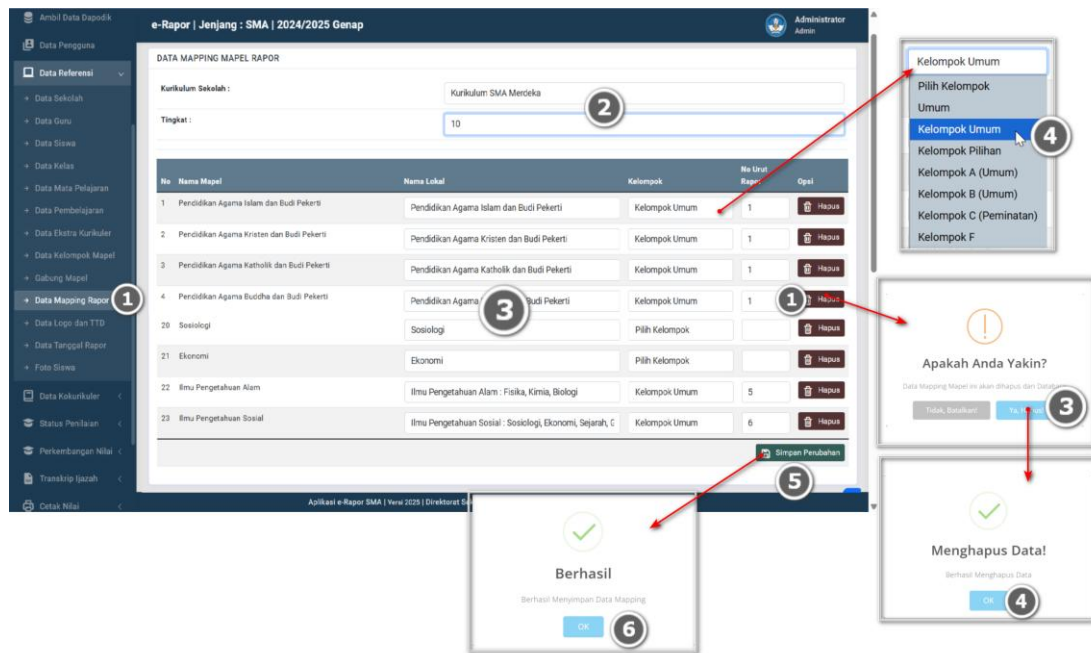 Ambil Data Dapodik
Data Pengguna
Data Referensi
Data Sekolah
Data Guru
Data Siswa
Data Kelas
Data Mata Pelajaran
Data Pembelajaran
Data Ekstra Kurikuler
Data Kelompok Mapel
Gabung Mapel
Data Mapping Rapor 1
Data Logo dan TTD
Data Tanggal Rapor
Foto Siswa
Data Kokurikuler
Status Penilaian
Perkembangan Nilai
Transkrip Ijazah
Cetak Nilai
e-Rapor | Jenjang : SMA | 2024/2025 Genap
Administrator
Admin
DATA MAPPING MAPEL RAPOR
Kurikulum Sekolah : Kurikulum SMA Merdeka
2
Tingkat : 10
No Nama Mapel Nama Lokal Kelompok No Urut Rapor Opsi
1 Pendidikan Agama Islam dan Budi Pekerti Pendidikan Agama Islam dan Budi Pekerti Kelompok Umum 1 Hapus
2 Pendidikan Agama Kristen dan Budi Pekerti Pendidikan Agama Kristen dan Budi Pekerti Kelompok Umum 1 Hapus
3 Pendidikan Agama Katholik dan Budi Pekerti Pendidikan Agama Katholik dan Budi Pekerti Kelompok Umum 1 Hapus
4 Pendidikan Agama Buddha dan Budi Pekerti Pendidikan Agama 3 Budi Pekerti Kelompok Umum 1 1 Hapus
20 Sosiologi Sosiologi Pilih Kelompok Hapus
21 Ekonomi Ekonomi Pilih Kelompok Hapus
22 Ilmu Pengetahuan Alam Ilmu Pengetahuan Alam : Fisika, Kimia, Biologi Kelompok Umum 5 Hapus
23 Ilmu Pengetahuan Sosial Ilmu Pengetahuan Sosial : Sosiologi, Ekonomi, Sejarah, Kelompok Umum 6 Hapus
Simpan Perubahan
5
Aplikasi e-Rapor SMA | Versi 2025 | Direktorat
Kelompok Umum
Pilih Kelompok
Umum
Kelompok Umum 4
Kelompok Pilihan
Kelompok A (Umum)
Kelompok B (Umum)
Kelompok C (Peminatan)
Kelompok F
Apakah Anda Yakin?
Data Mapping Mapel ini akan dihapus dari
Tidak, Batalkan! Ya, 3
Menghapus Data!
Berhasil Menghapus Data
OK 4
Berhasil
Berhasil Menyimpan Data Mapping
OK 6